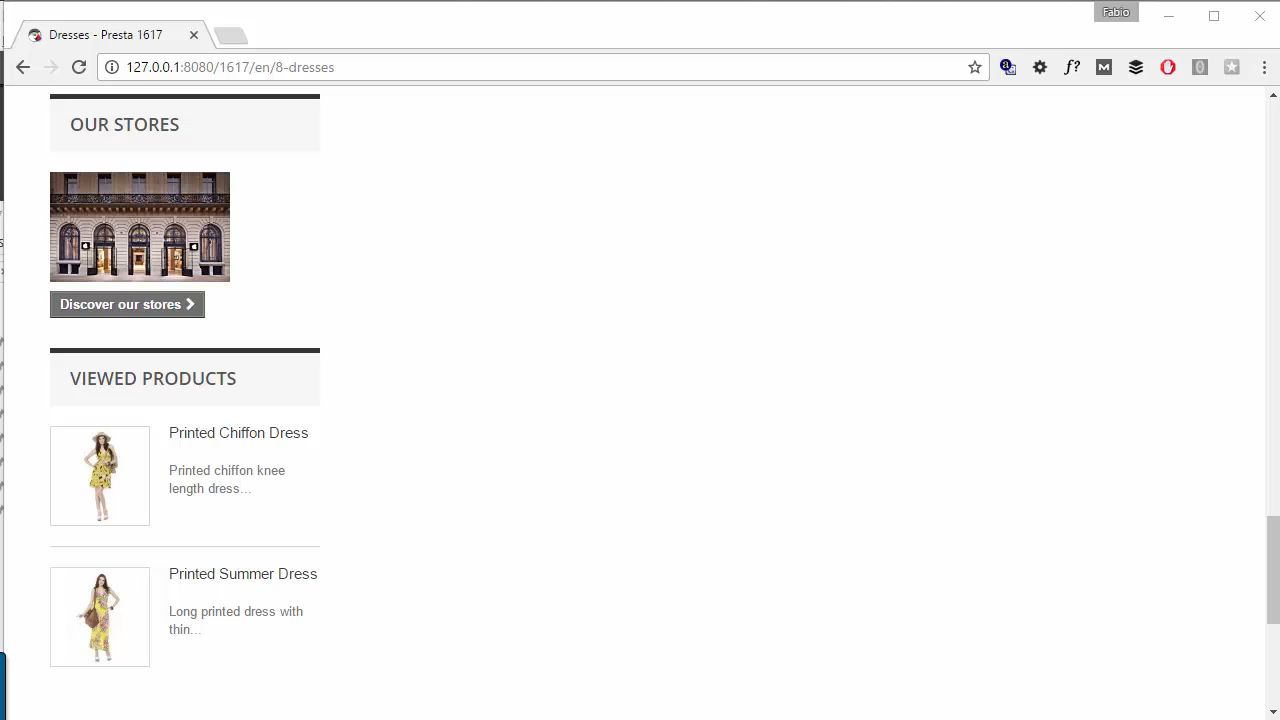 Fabio
Dresses - Presta 1617
127.0.0.1:8080/1617/en/8-dresses
OUR STORES
Discover our stores
VIEWED PRODUCTS
Printed Chiffon Dress
Printed chiffon knee
length dress...
Printed Summer Dress
Long printed dress with
thin...